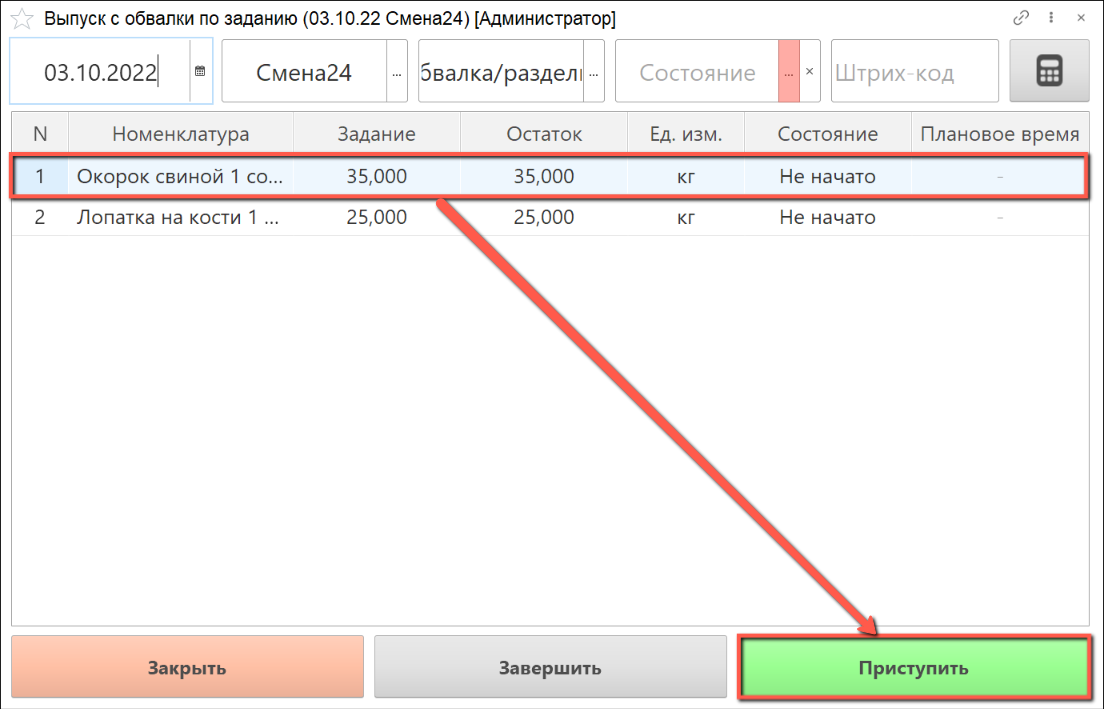 Выпуск с обвалки по заданию (03.10.22 Смена24) [Администратор]
03.10.2022 Смена24 ... бвалка/раздели ... Состояние ... × Штрих-код
N Номенклатура Задание Остаток Ед. изм. Состояние Плановое время
1 Окорок свиной 1 со... 35,000 35,000 кг Не начато -
2 Лопатка на кости 1 ... 25,000 25,000 кг Не начато -
Закрыть Завершить Приступить